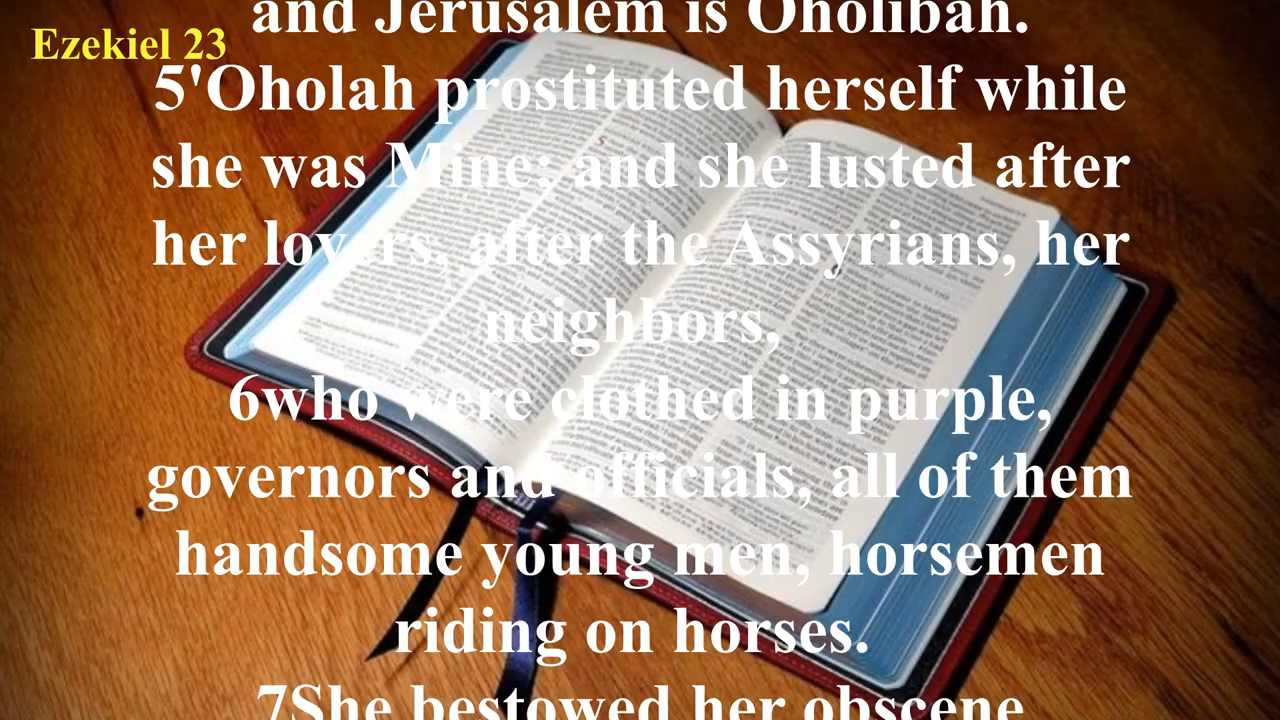 and Jerusalem is Oholibah.
Ezekiel 23
5'Oholah prostituted herself while
she was Mine; and she lusted after
her lovers, after the Assyrians, her
neighbors,
6who were clothed in purple,
governors and officials, all of them
handsome young men, horsemen
riding on horses.
7She bestowed her obscene